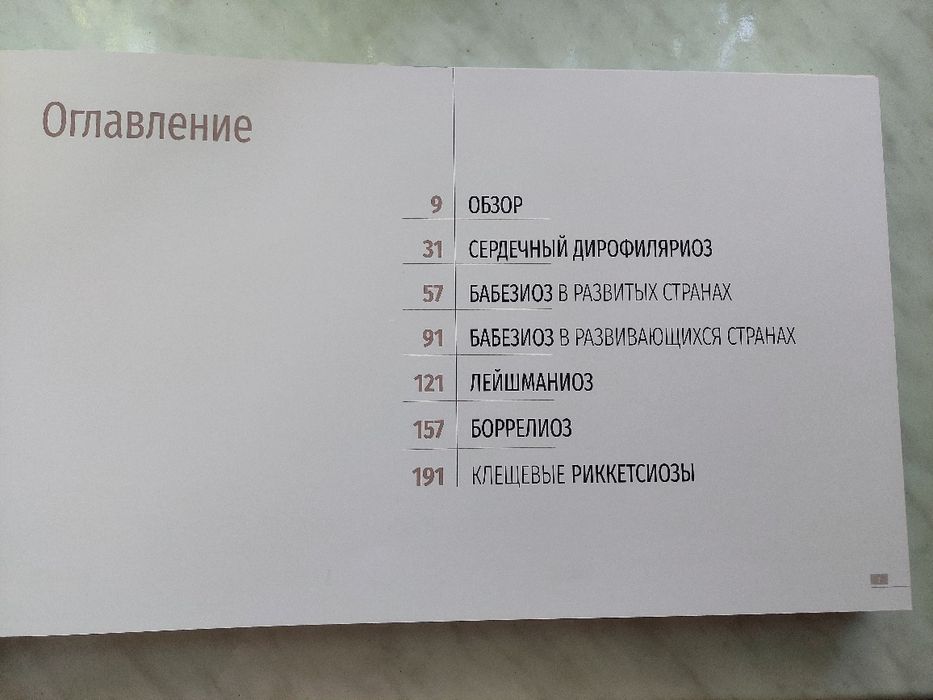 Оглавление
9 ОБЗОР
31 СЕРДЕЧНЫЙ ДИРОФИЛЯРИОЗ
57 БАБЕЗИОЗ В РАЗВИТЫХ СТРАНАХ
91 БАБЕЗИОЗ В РАЗВИВАЮЩИХСЯ СТРАНАХ
121 ЛЕЙШМАНИОЗ
157 БОРРЕЛИОЗ
191 КЛЕЩЕВЫЕ РИККЕТСИОЗЫ